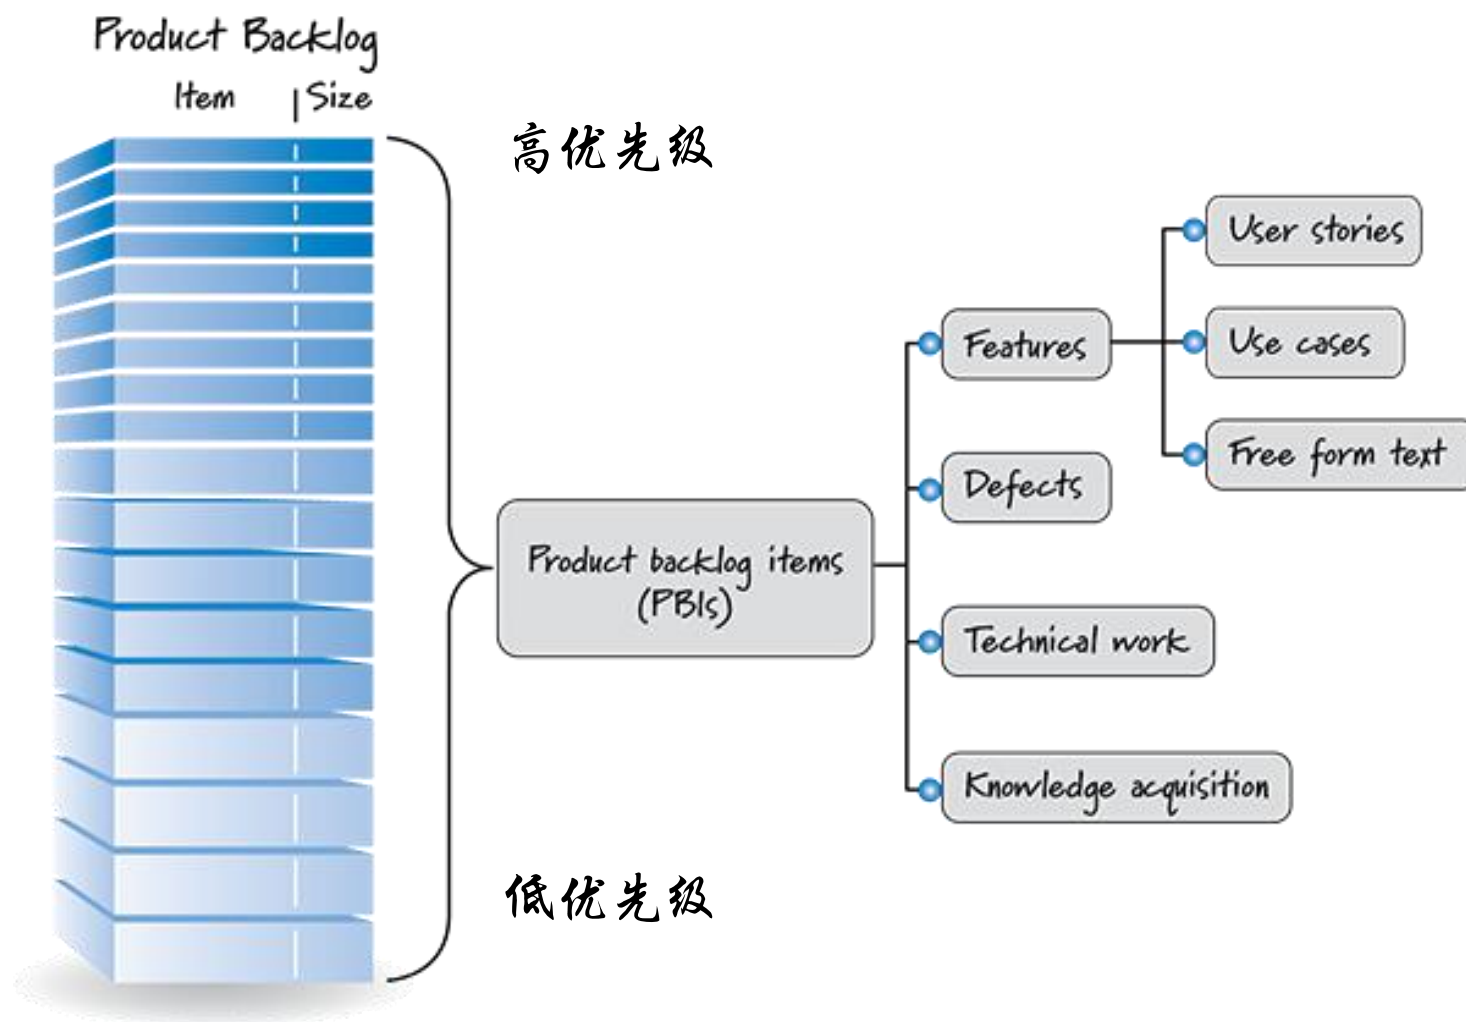 Product Backlog
Item | Size
高优先级
User stories
Features
Use cases
Free form text
Defects
Product backlog items
(PBIs)
Technical work
Knowledge acquisition
低优先级